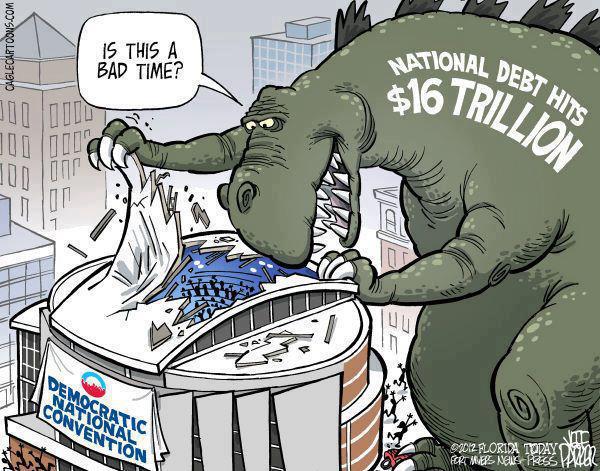 CAGLECARTOONS.COM
IS THIS A
BAD TIME?
NATIONAL DEBT HITS
$16 TRILLION
DEMOCRATIC
NATIONAL
CONVENTION
©2012 FLORIDA TODAY
FORT MYERS NEWS-PRESS
PARKER